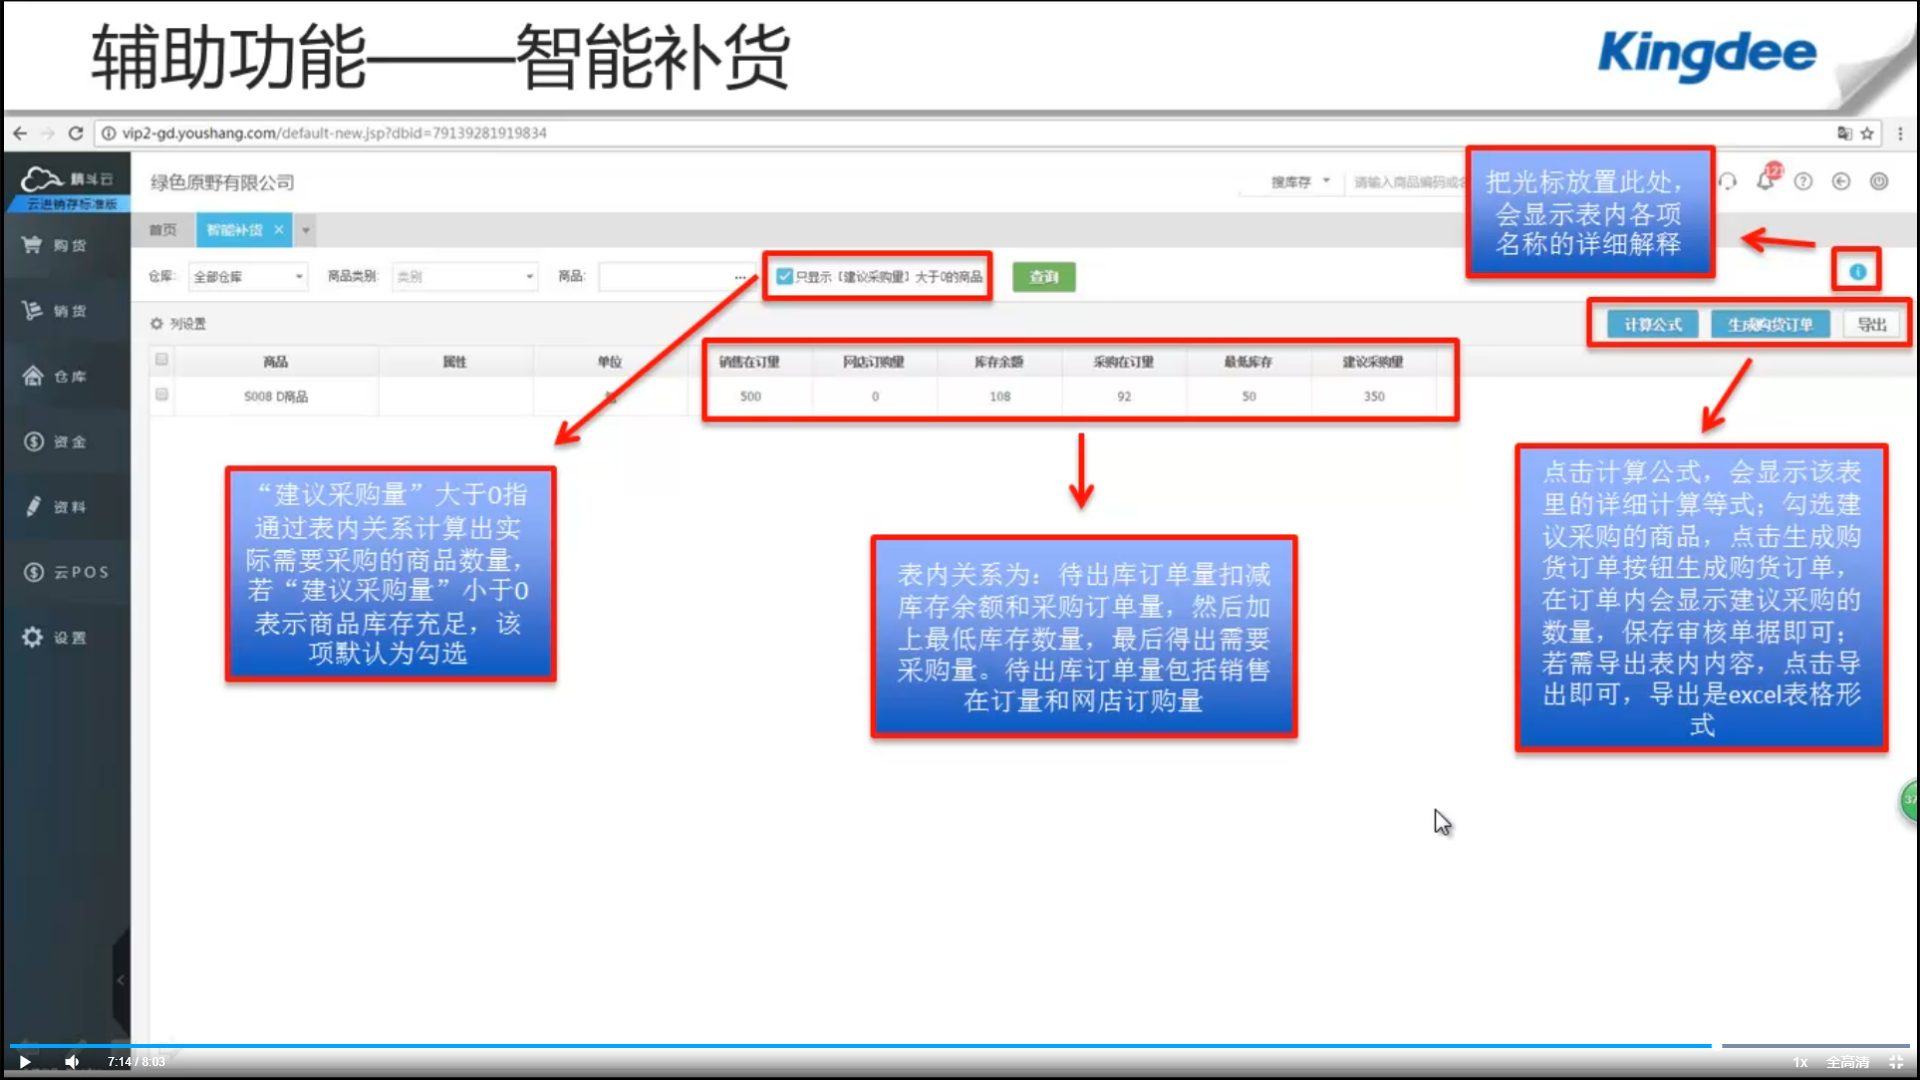 辅助功能——智能补货
Kingdee
vip2-gd.youshang.com/default-new.jsp?dbid=79139281919834
精斗云
云进销存标准版
绿色原野有限公司
搜库存
请输入商品编码或名
121
首页
智能补货 ×
仓库:
全部仓库
商品类别:
类别
商品:
...
只显示【建议采购量】大于0的商品
查询
把光标放置此处，
会显示表内各项
名称的详细解释
列设置
计算公式
生成购货订单
导出
商品 属性 单位 销售在订量 网店订购量 库存余额 采购在订量 最低库存 建议采购量
S008 D商品 500 0 108 92 50 350
购货
销货
仓库
资金
资料
云POS
设置
“建议采购量”大于0指
通过表内关系计算出实
际需要采购的商品数量，
若“建议采购量”小于0
表示商品库存充足，该
项默认为勾选
表内关系为：待出库订单量扣减
库存余额和采购订单量，然后加
上最低库存数量，最后得出需要
采购量。待出库订单量包括销售
在订量和网店订购量
点击计算公式，会显示该表
里的详细计算等式；勾选建
议采购的商品，点击生成购
货订单按钮生成购货订单，
在订单内会显示建议采购的
数量，保存审核单据即可；
若需导出表内内容，点击导
出即可，导出是excel表格形
式
7:14 / 8:03
1x
全高清